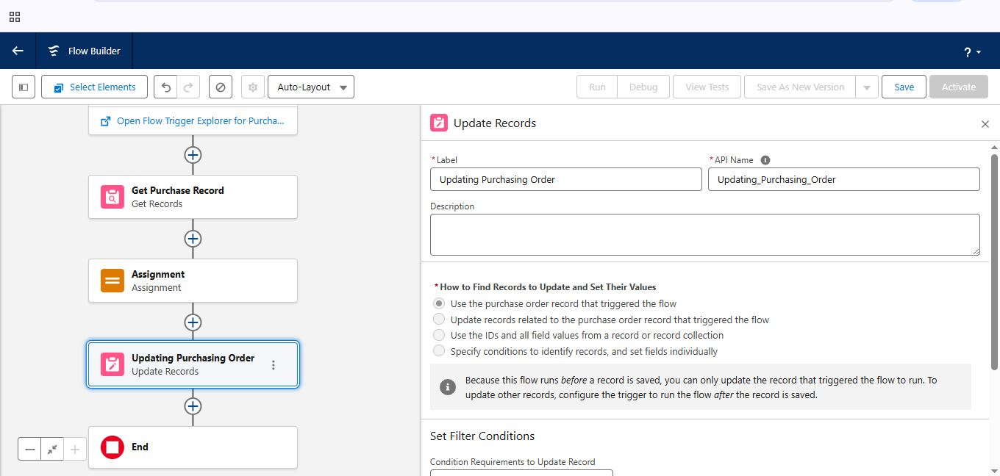 Flow Builder
?
Select Elements
Auto-Layout
Run
Debug
View Tests
Save As New Version
Save
Activate
Open Flow Trigger Explorer for Purcha...
Get Purchase Record
Get Records
Assignment
Assignment
Updating Purchasing Order
Update Records
End
Update Records
* Label
* API Name
Updating Purchasing Order
Updating_Purchasing_Order
Description
* How to Find Records to Update and Set Their Values
Use the purchase order record that triggered the flow
Update records related to the purchase order record that triggered the flow
Use the IDs and all field values from a record or record collection
Specify conditions to identify records, and set fields individually
Because this flow runs before a record is saved, you can only update the record that triggered the flow to run. To
update other records, configure the trigger to run the flow after the record is saved.
Set Filter Conditions
Condition Requirements to Update Record